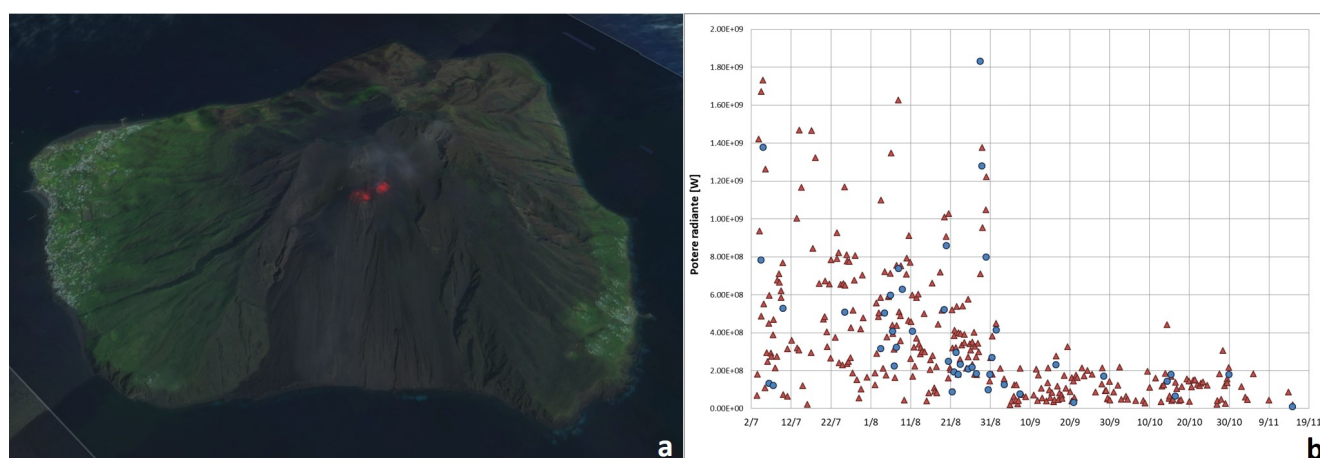 a
Potere radiante [W]
2.00E+09
1.80E+09
1.60E+09
1.40E+09
1.20E+09
1.00E+09
8.00E+08
6.00E+08
4.00E+08
2.00E+08
0.00E+00
2/7 12/7 22/7 1/8 11/8 21/8 31/8 10/9 20/9 30/9 10/10 20/10 30/10 9/11 19/11
b